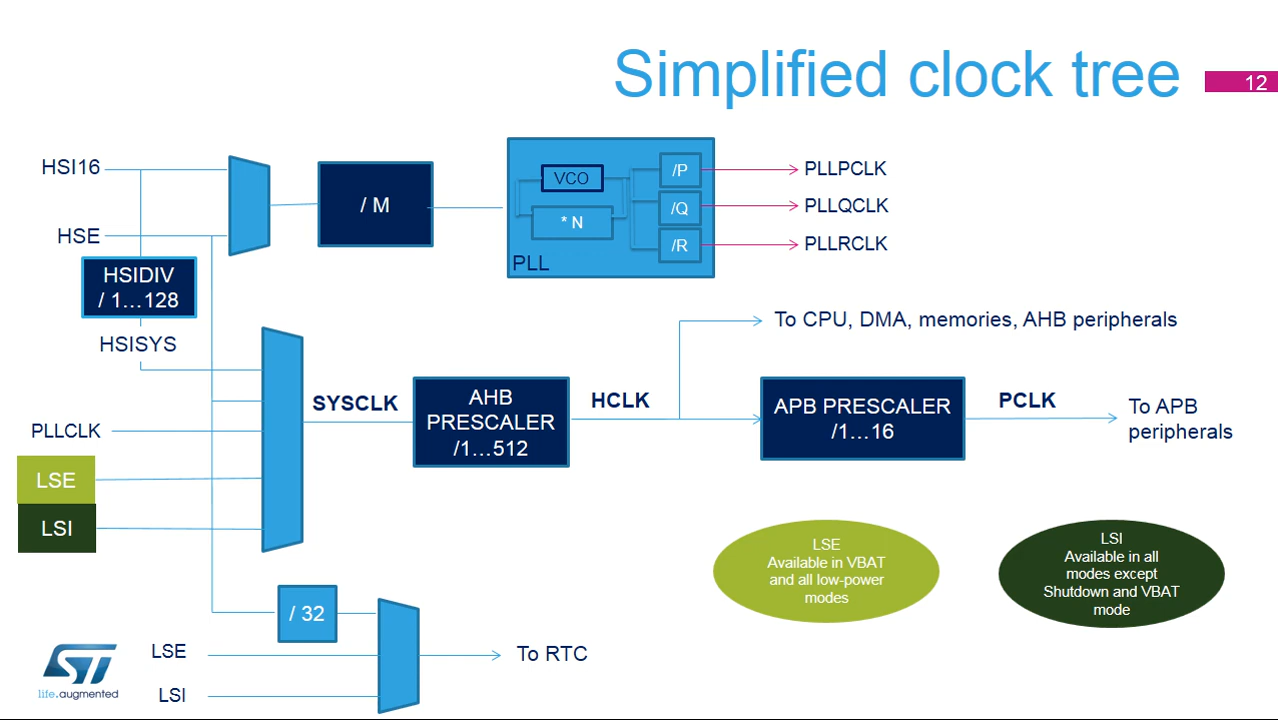 Simplified clock tree
12
HSI16
HSE
/ M
VCO
* N
/P
/Q
/R
PLL
PLLPCLK
PLLQCLK
PLLRCLK
HSIDIV
/ 1…128
HSISYS
PLLCLK
LSE
LSI
SYSCLK
AHB
PRESCALER
/1…512
HCLK
To CPU, DMA, memories, AHB peripherals
APB PRESCALER
/1…16
PCLK
To APB
peripherals
LSE
Available in VBAT
and all low-power
modes
LSI
Available in all
modes except
Shutdown and VBAT
mode
/ 32
LSE
LSI
To RTC
ST
life.augmented